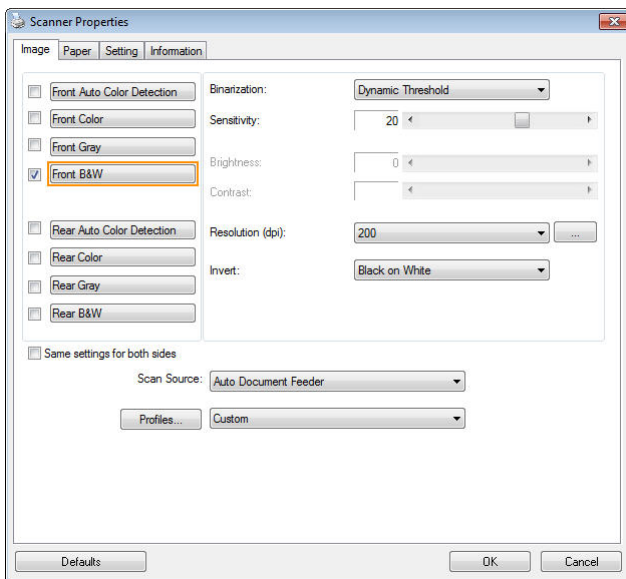 Scanner Properties
Image Paper Setting Information
Front Auto Color Detection
Front Color
Front Gray
Front B&W
Rear Auto Color Detection
Rear Color
Rear Gray
Rear B&W
Binarization: Dynamic Threshold
Sensitivity: 20
Brightness: 0
Contrast:
Resolution (dpi): 200 ...
Invert: Black on White
Same settings for both sides
Scan Source: Auto Document Feeder
Profiles... Custom
Defaults OK Cancel